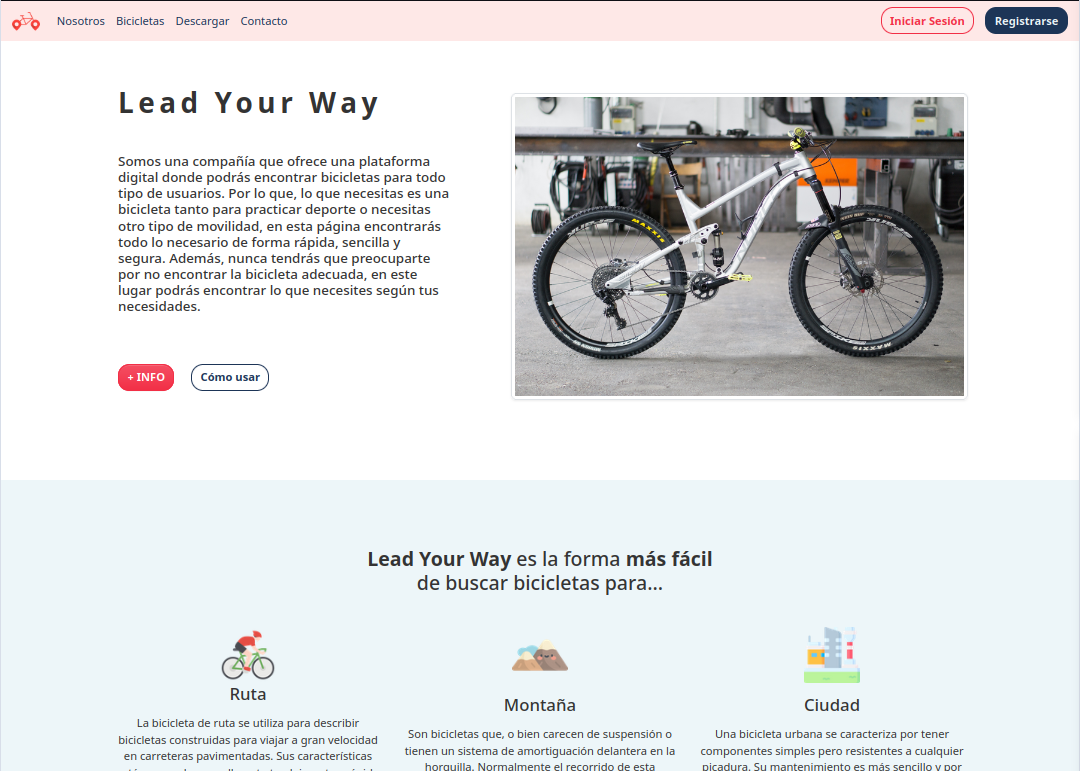 Nosotros Bicicletas Descargar Contacto Iniciar Sesión Registrarse
Lead Your Way
Somos una compañía que ofrece una plataforma
digital donde podrás encontrar bicicletas para todo
tipo de usuarios. Por lo que, lo que necesitas es una
bicicleta tanto para practicar deporte o necesitas
otro tipo de movilidad, en esta página encontrarás
todo lo necesario de forma rápida, sencilla y
segura. Además, nunca tendrás que preocuparte
por no encontrar la bicicleta adecuada, en este
lugar podrás encontrar lo que necesites según tus
necesidades.
+ INFO Cómo usar
MAXXIS
MAXXIS
Lead Your Way es la forma más fácil
de buscar bicicletas para...
Ruta
La bicicleta de ruta se utiliza para describir
bicicletas construidas para viajar a gran velocidad
en carreteras pavimentadas. Sus características
Montaña
Son bicicletas que, o bien carecen de suspensión o
tienen un sistema de amortiguación delantera en la
horquilla. Normalmente el recorrido de esta
Ciudad
Una bicicleta urbana se caracteriza por tener
componentes simples pero resistentes a cualquier
picadura. Su mantenimiento es más sencillo y por